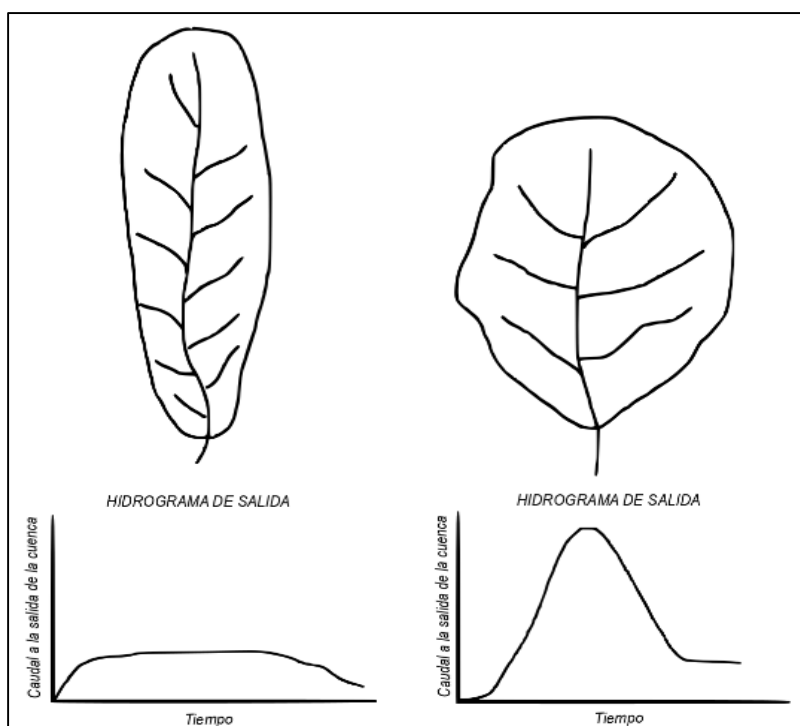 HIDROGRAMA DE SALIDA
Caudal a la salida de la cuenca
Tiempo
HIDROGRAMA DE SALIDA
Caudal a la salida de la cuenca
Tiempo